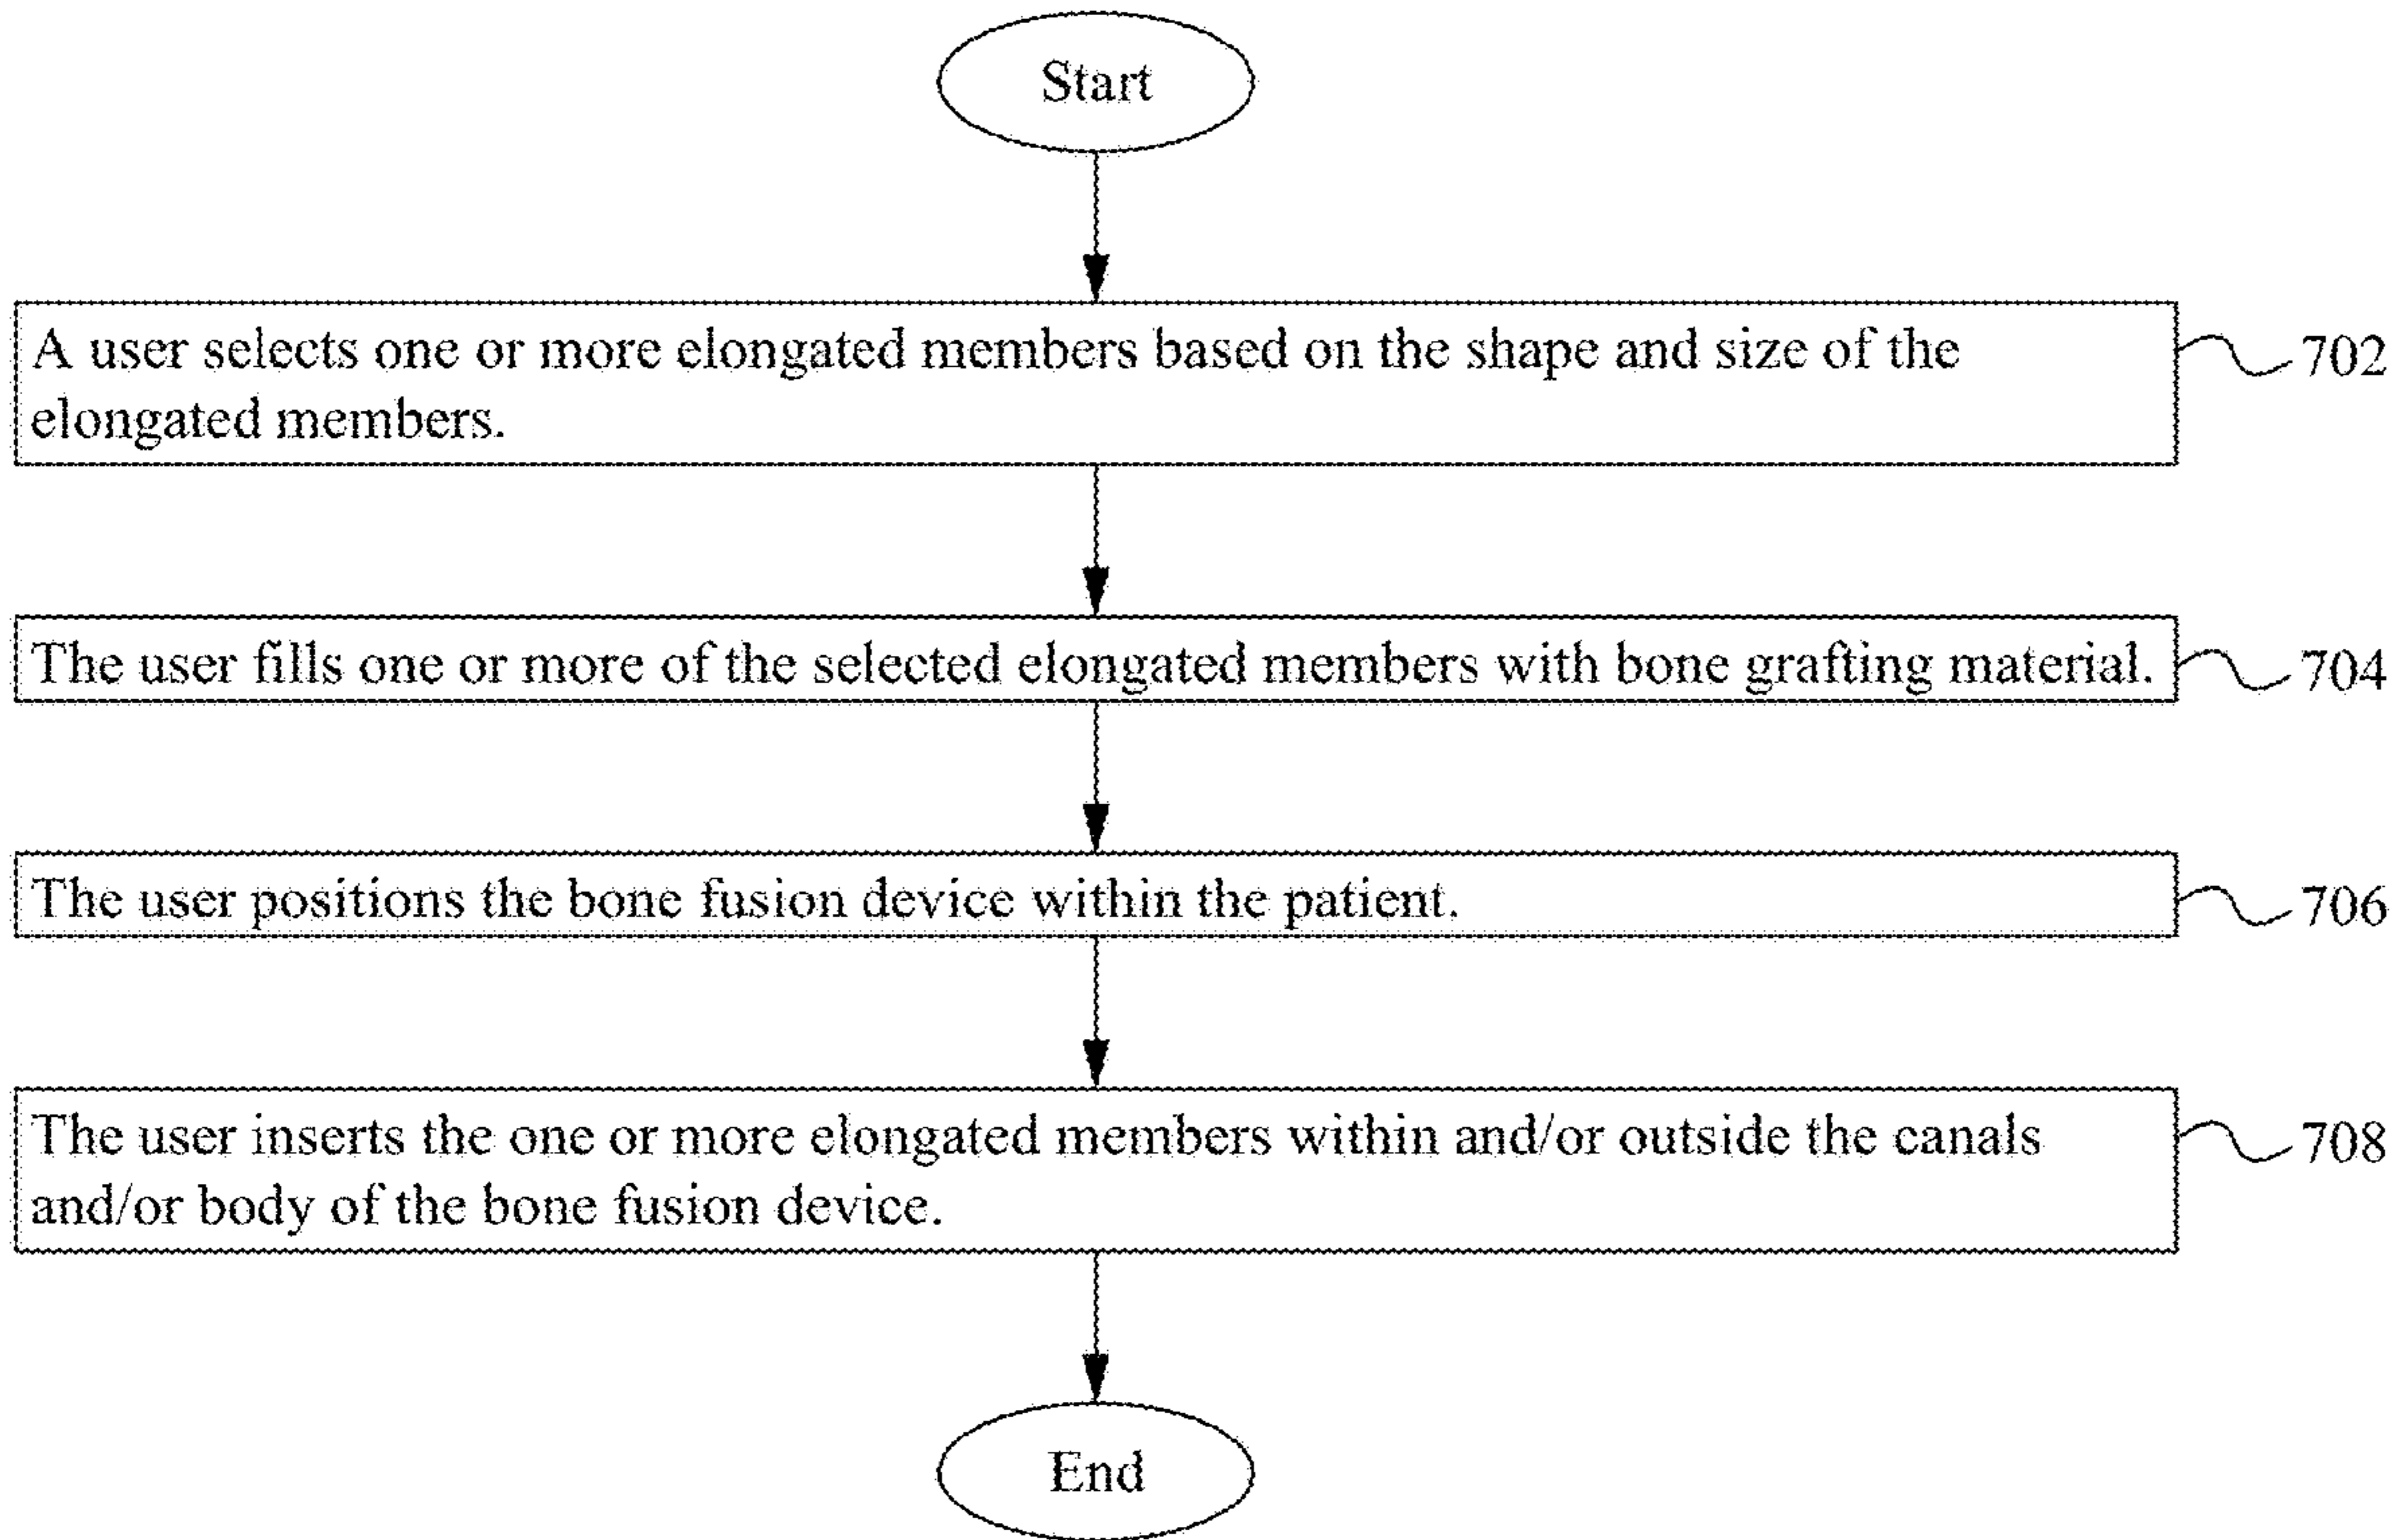 Start
A user selects one or more elongated members based on the shape and size of the
elongated members.
702
The user fills one or more of the selected elongated members with bone grafting material.
704
The user positions the bone fusion device within the patient.
706
The user inserts the one or more elongated members within and/or outside the canals
and/or body of the bone fusion device.
708
End